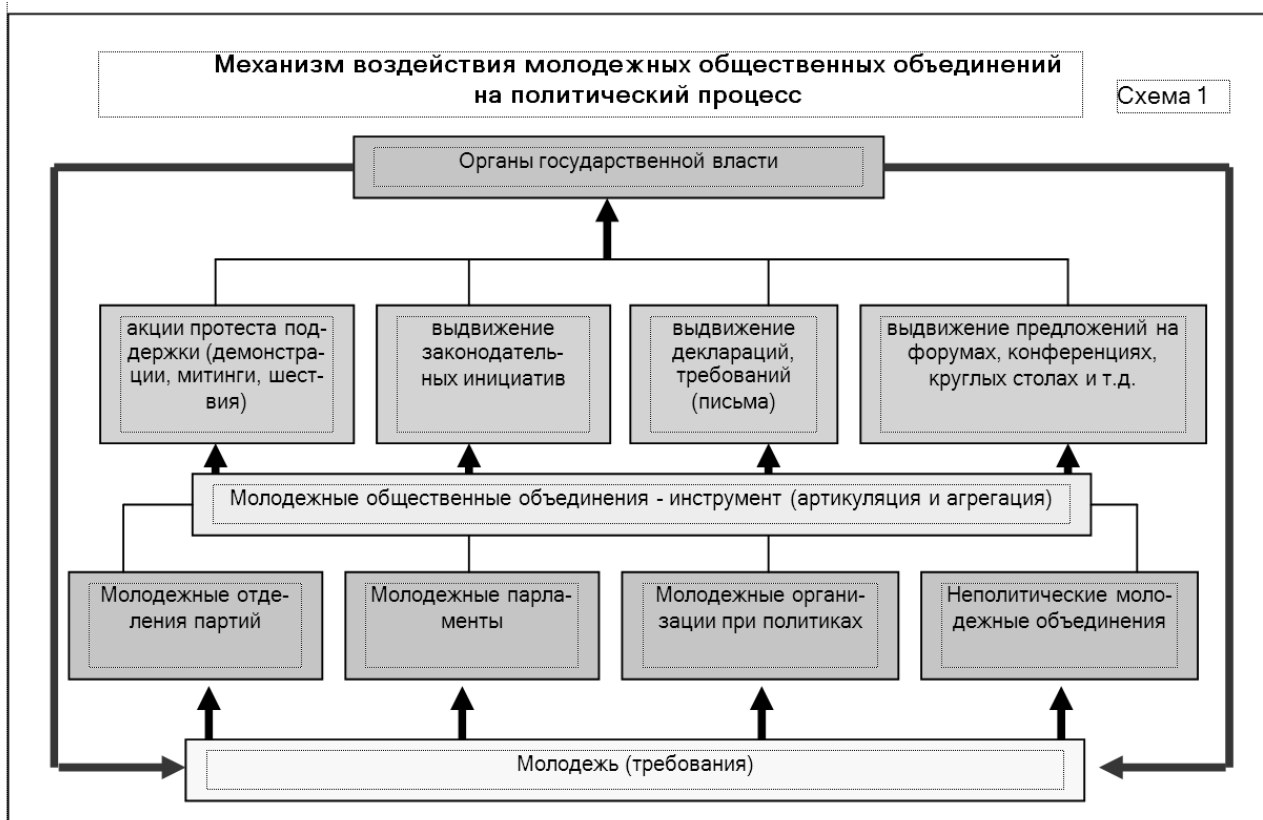 Механизм воздействия молодежных общественных объединений
на политический процесс
Схема 1
Органы государственной власти
акции протеста под-
держки (демонстра-
ции, митинги, шест-
вия)
выдвижение
законодатель-
ных инициатив
выдвижение
деклараций,
требований
(письма)
выдвижение предложений на
форумах, конференциях,
круглых столах и т.д.
Молодежные общественные объединения - инструмент (артикуляция и агрегация)
Молодежные отде-
ления партий
Молодежные парла-
менты
Молодежные органи-
зации при политиках
Неполитические моло-
дежные объединения
Молодежь (требования)